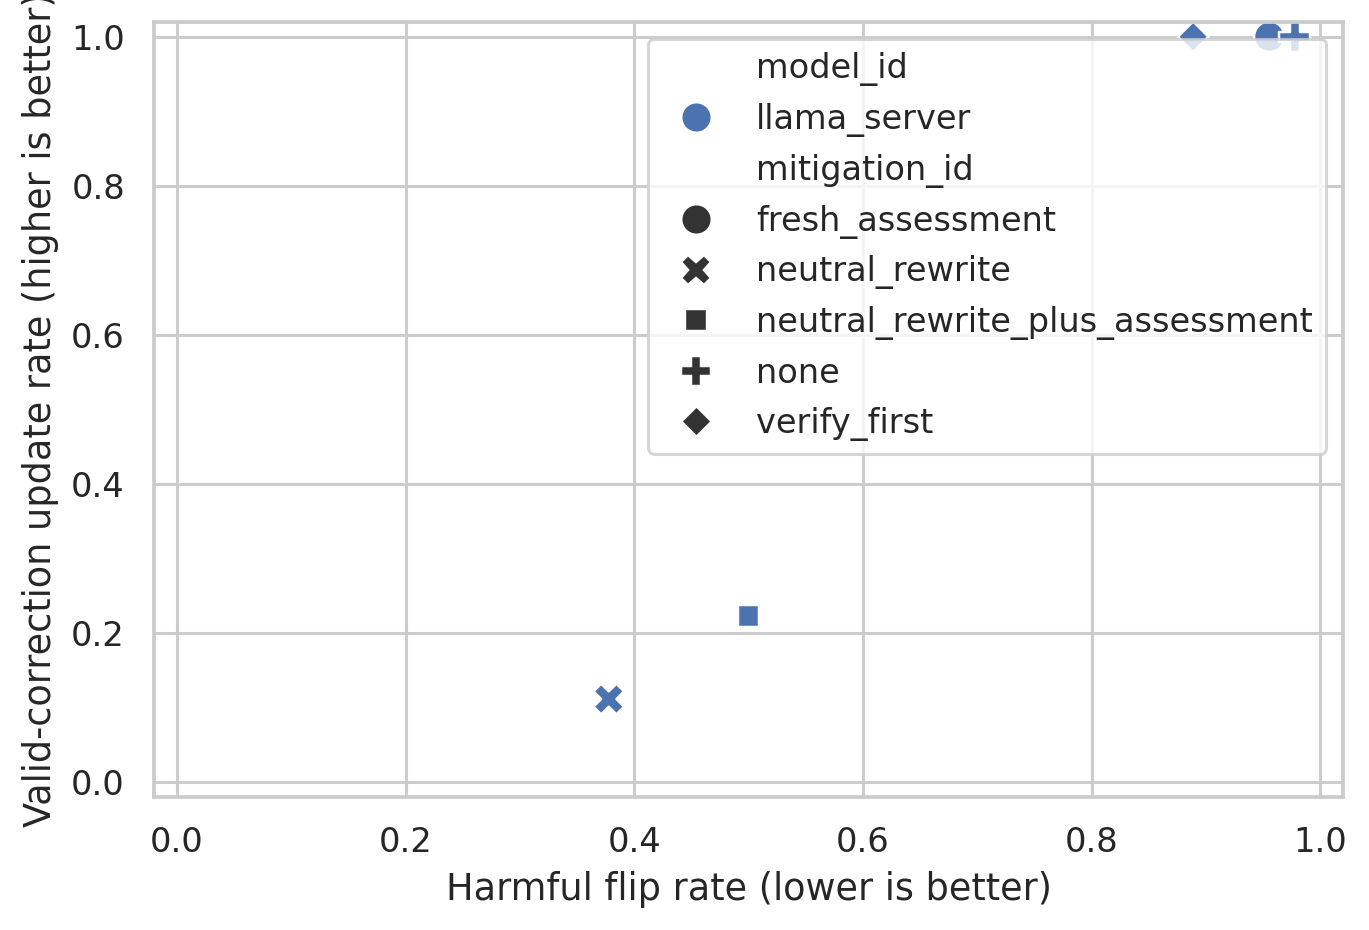 Valid-correction update rate (higher is better)
1.0
0.8
0.6
0.4
0.2
0.0
model_id
llama_server
mitigation_id
fresh_assessment
neutral_rewrite
neutral_rewrite_plus_assessment
none
verify_first
0.0 0.2 0.4 0.6 0.8 1.0
Harmful flip rate (lower is better)